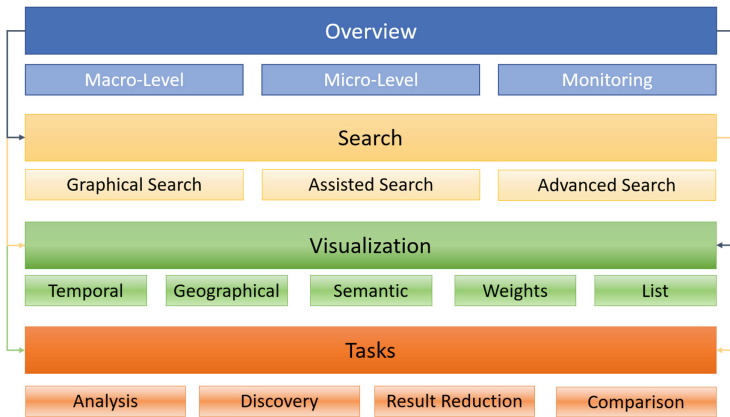 Overview
Macro-Level Micro-Level Monitoring
Search
Graphical Search Assisted Search Advanced Search
Visualization
Temporal Geographical Semantic Weights List
Tasks
Analysis Discovery Result Reduction Comparison